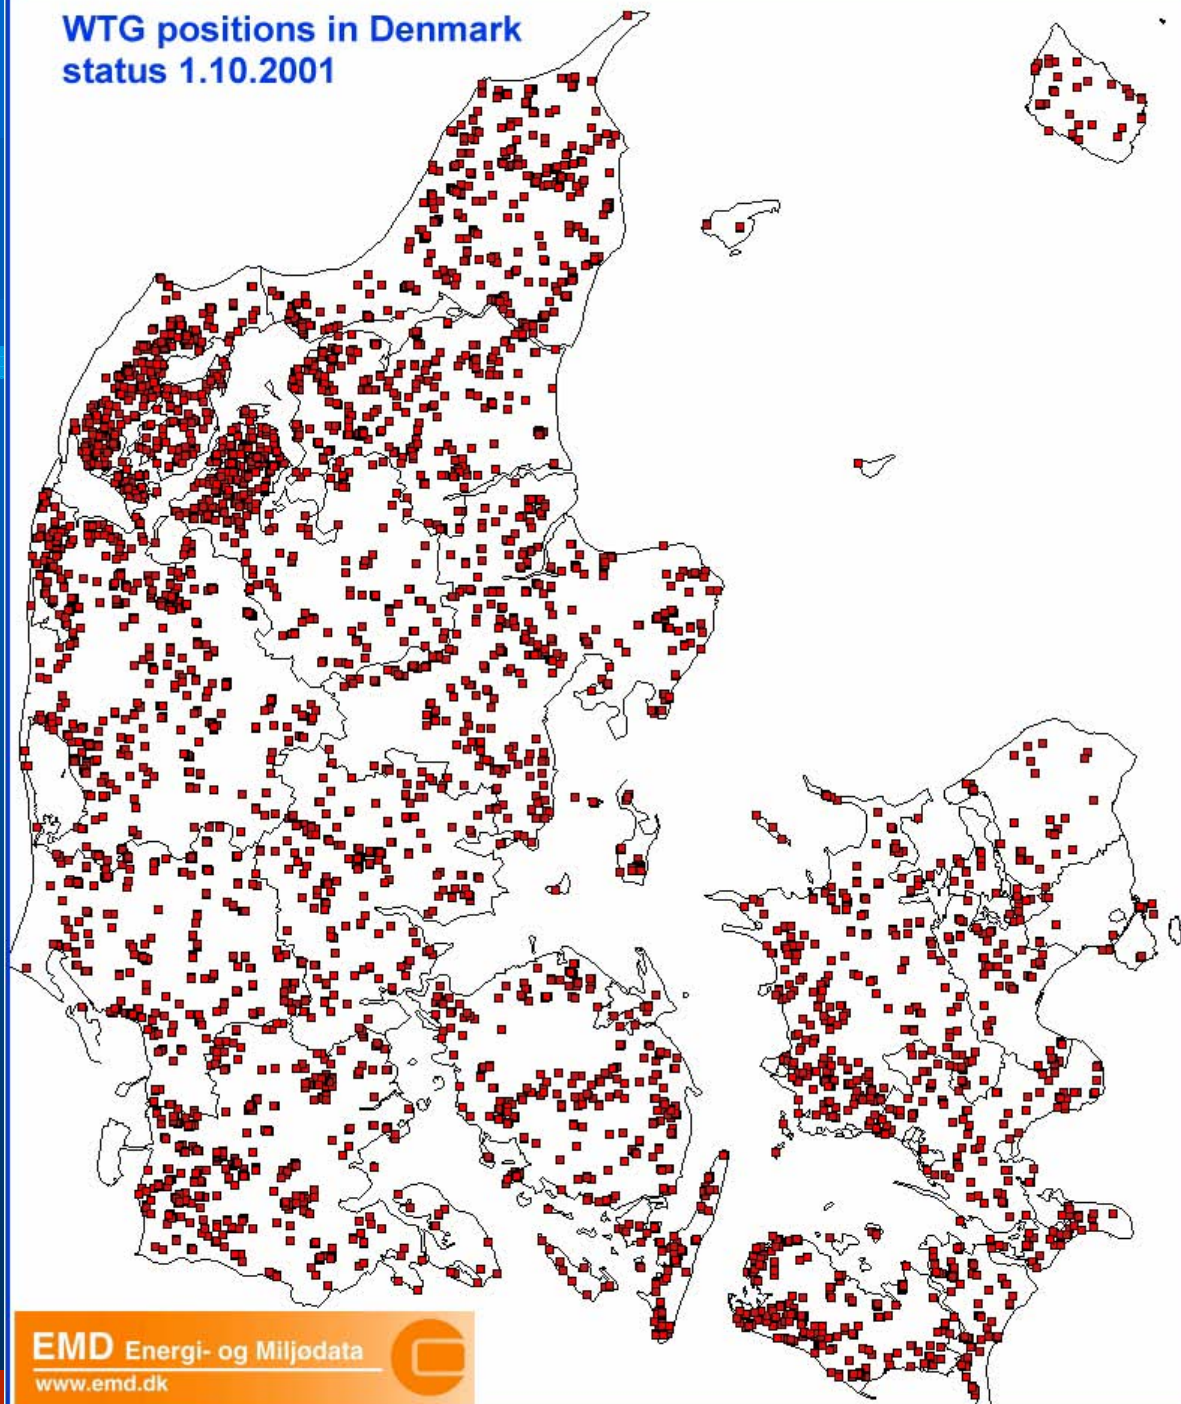 WTG positions in Denmark
status 1.10.2001
EMD Energi- og Miljødata
www.emd.dk